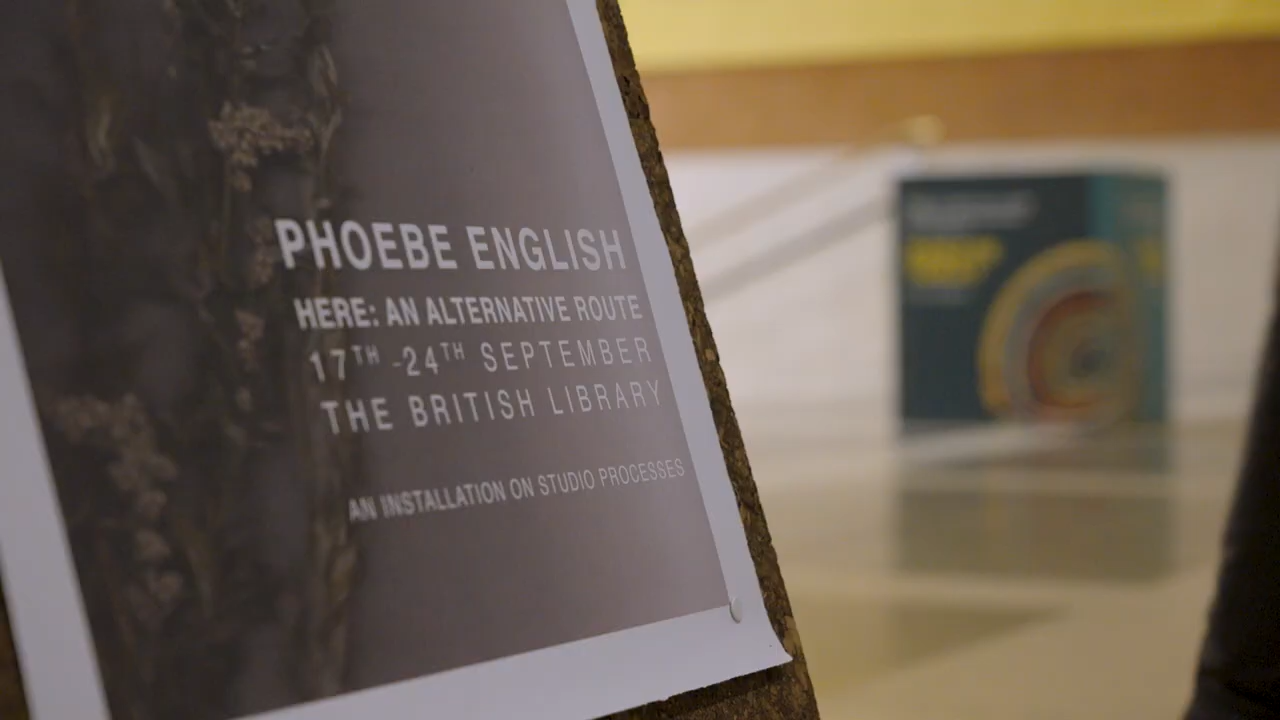 PHOEBE ENGLISH
HERE: AN ALTERNATIVE ROUTE
17TH -24TH SEPTEMBER
THE BRITISH LIBRARY
AN INSTALLATION ON STUDIO PROCESSES